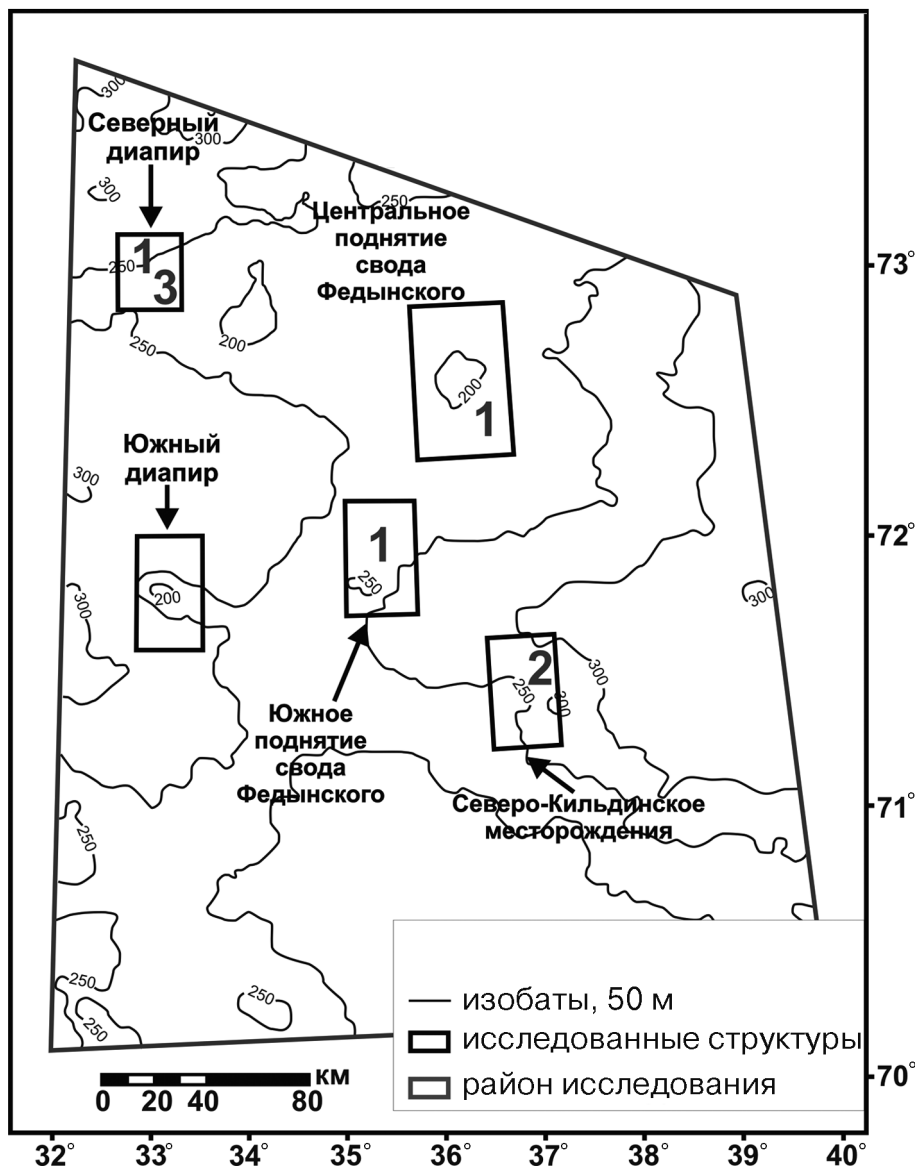 300
300
Северный
диапир
300
250
Центральное
поднятие
свода
Федынского
250
1
3
73°
200
250
200
1
Южный
диапир
300
1
72°
250
200
300
300
2
300
250
300
Южное
поднятие
свода
Федынского
Северо-Кильдинское
месторождения
71°
250
250
250
250
изобаты, 50 м
исследованные структуры
район исследования
км
0 20 40 80
70°
32° 33° 34° 35° 36° 37° 38° 39° 40°